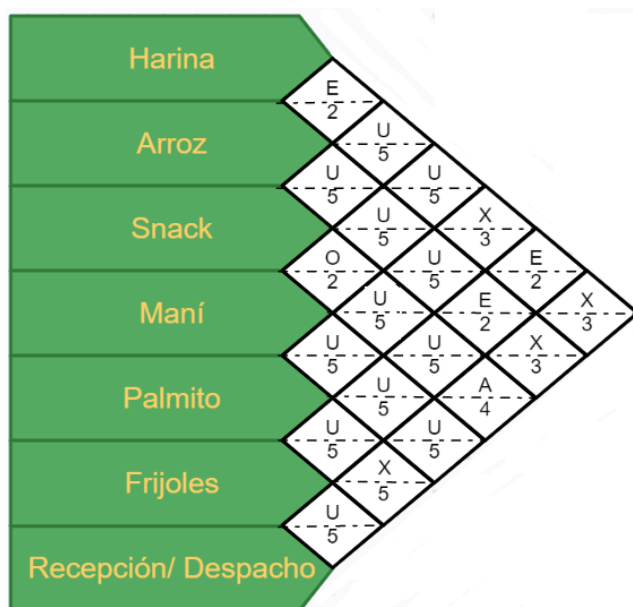 Harina
E
2
U
5
Arroz
U U
5 5
U X
5 3
Snack
O U E
2 5 2
U E X
5 2 3
Maní
U U X
5 5 3
U A
5 4
Palmito
U U
5 5
X
5
Frijoles
U
5
Recepción/ Despacho